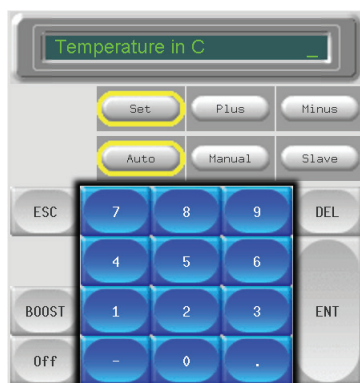 Temperature in C _
Set Plus Minus
Auto Manual Slave
ESC 7 8 9 DEL
4 5 6
BOOST 1 2 3 ENT
Off - 0 .